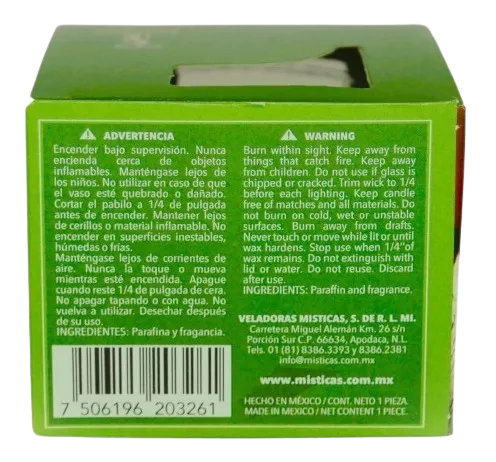 ADVERTENCIA
Encender bajo supervisión. Nunca
encienda cerca de objetos
inflamables. Manténgase lejos de
los niños. No utilizar en caso de que
el vaso esté quebrado o dañado.
Cortar el pabilo a 1/4 de pulgada
antes de encender. Mantener lejos
de cerillos o material inflamable. No
encender en superficies inestables,
húmedas o frías.
Manténgase lejos de corrientes de
aire. Nunca la toque o mueva
mientras esté encendida. Apague
cuando reste 1/4 de pulgada de cera.
No apagar tapando o con agua. No
vuelva a utilizar. Desechar después
de su uso.
INGREDIENTES: Parafina y fragancia.
7 506196 203261
WARNING
Burn within sight. Keep away from
things that catch fire. Keep away
from children. Do not use if glass is
chipped or cracked. Trim wick to 1/4
before each lighting. Keep candle
free of matches and all materials. Do
not burn on cold, wet or unstable
surfaces. Burn away from drafts.
Never touch or move while lit or until
wax hardens. Stop use when 1/4"of
wax remains. Do not extinguish with
lid or water. Do not reuse. Discard
after use.
INGREDIENTS: Paraffin and fragrance.
VELADORAS MISTICAS, S. DE R. L. MI.
Carretera Miguel Alemán Km. 26 s/n
Porción Sur C.P. 66634, Apodaca, N.L.
Tels. 01 (81) 8386.3393 y 8386.2381
info@misticas.com
www.misticas.com.mx
HECHO EN MÉXICO / CONT. NETO 1 PIEZA.
MADE IN MEXICO / NET CONTENT 1 PIECE.